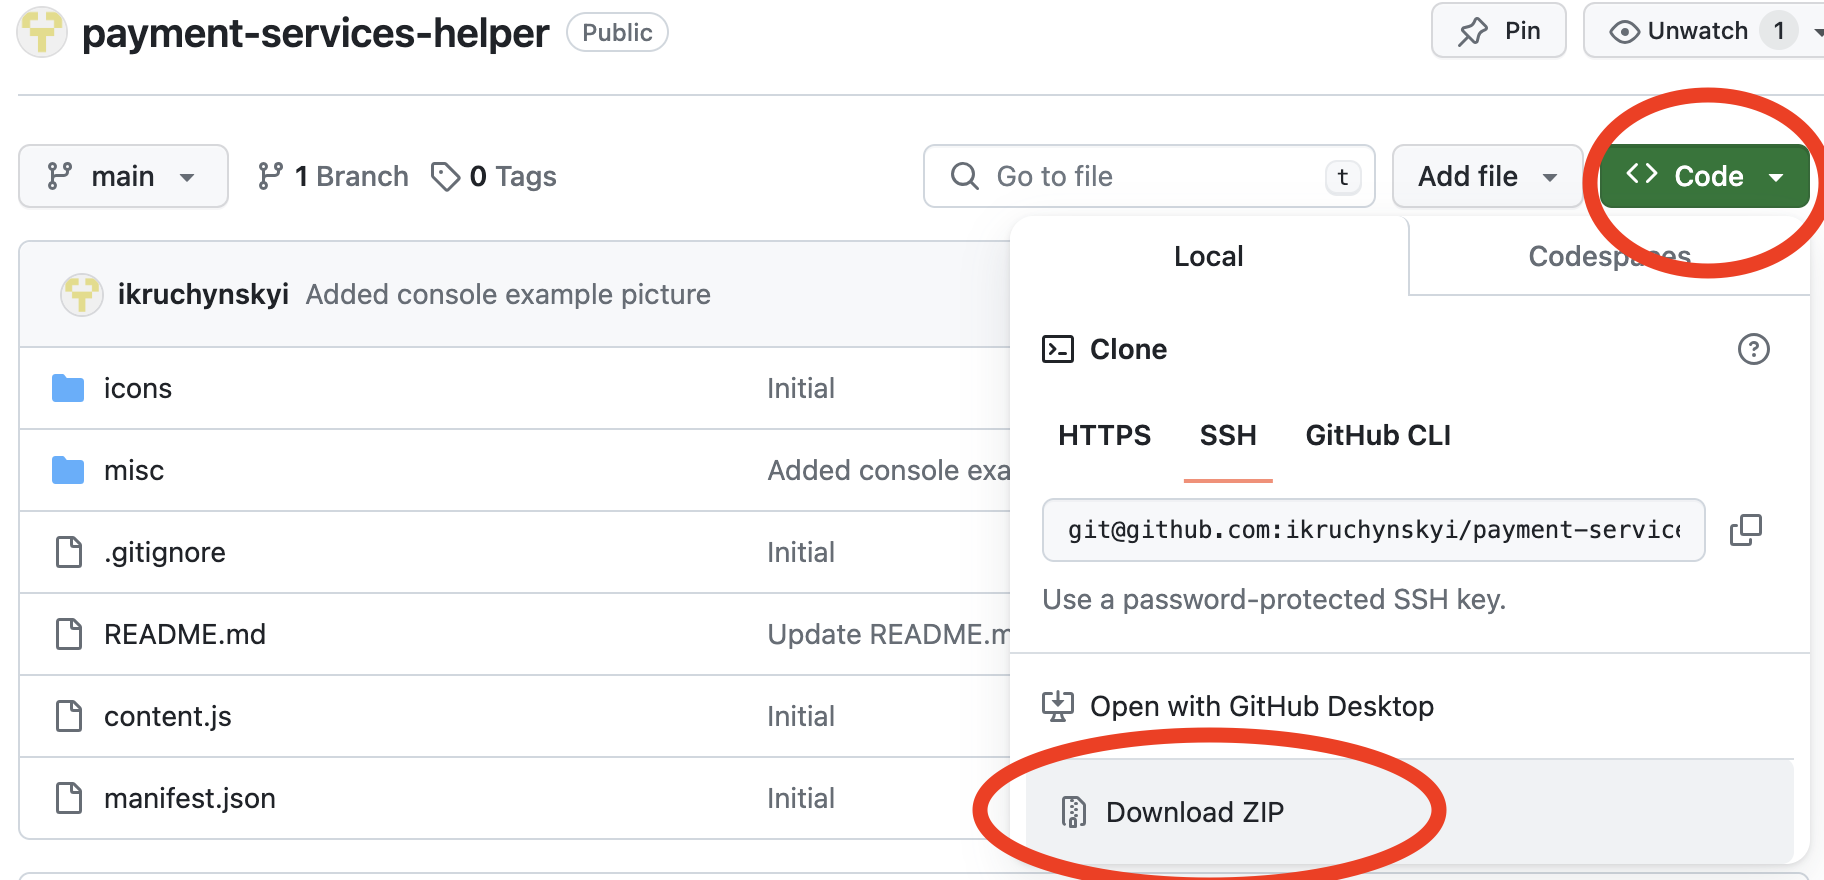 payment-services-helper Public Pin Unwatch 1
main 1 Branch 0 Tags Go to file t Add file <> Code
Local Codespaces
ikruchynskyi Added console example picture
Clone
icons Initial
HTTPS SSH GitHub CLI
misc Added console exa
git@github.com:ikruchynskyi/payment-service
.gitignore Initial
Use a password-protected SSH key.
README.md Update README.m
Open with GitHub Desktop
content.js Initial
manifest.json Initial
Download ZIP